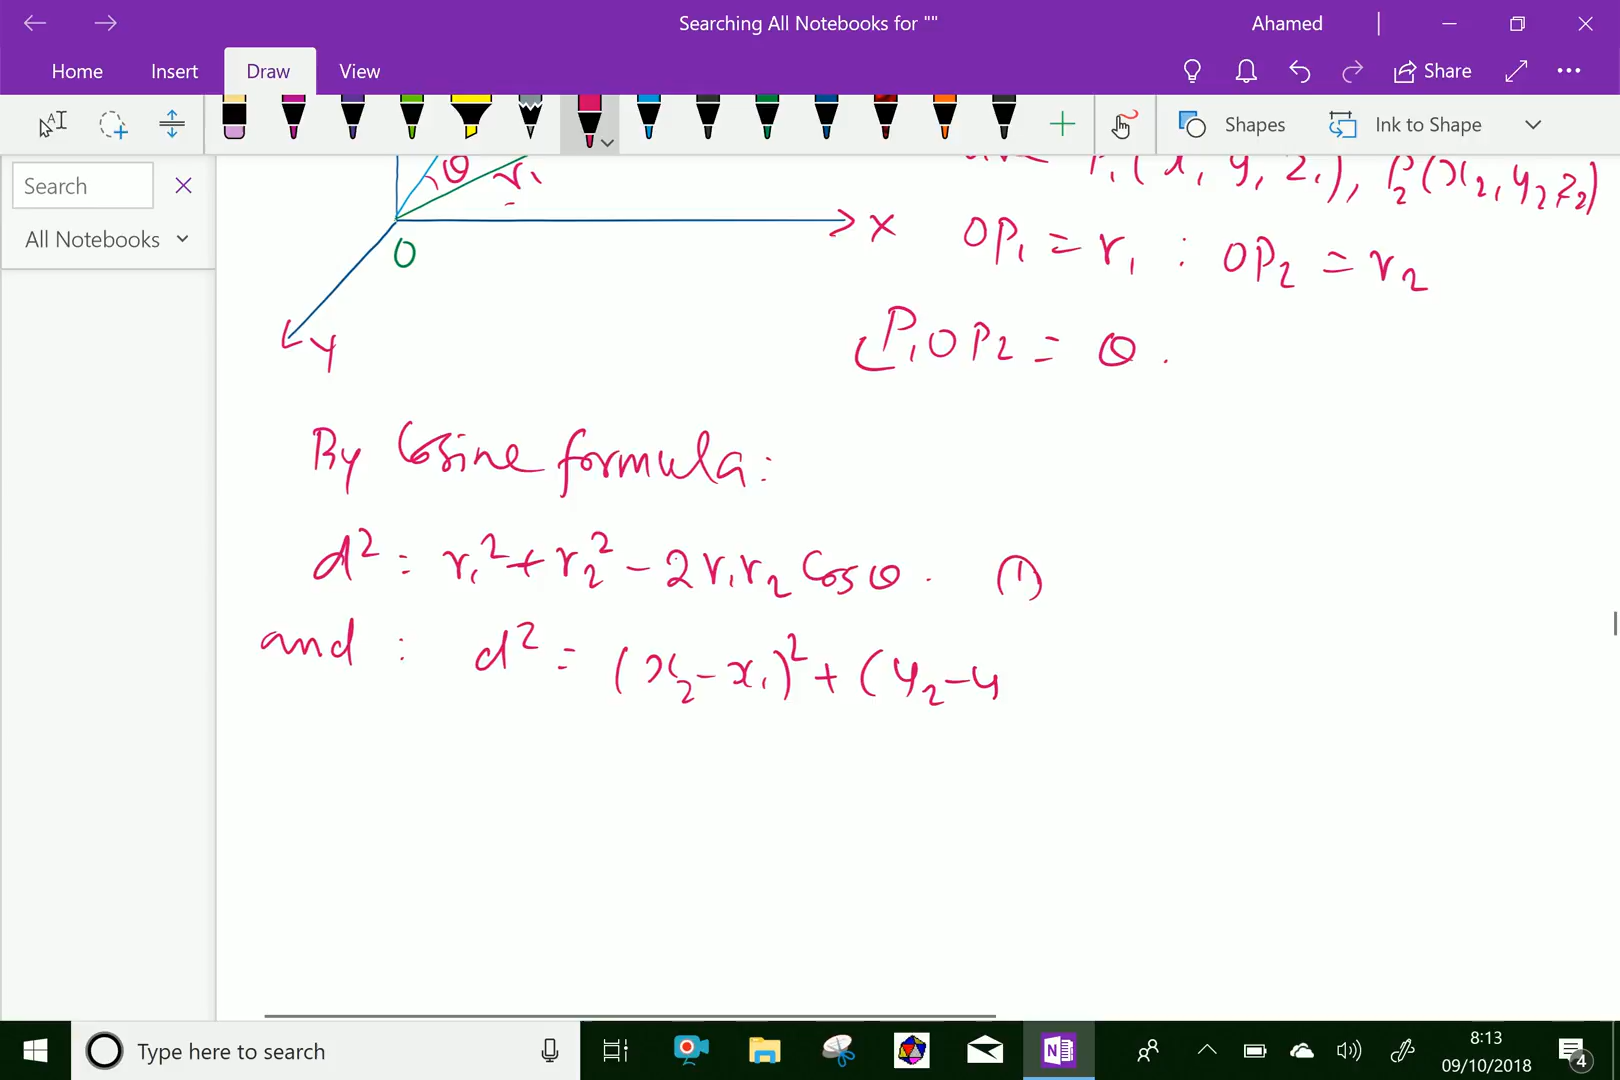 Searching All Notebooks for ""
Ahamed
Home
Insert
Draw
View
Share
Shapes
Ink to Shape
Search
All Notebooks
θ
r₁
P₁(x₁ y₁ z₁), P₂(x₂, y₂ z₂)
X
O
Y
OP₁ = r₁ : OP₂ = r₂
P₁OP₂ = θ .
By Cosine formula:
d² = r₁² + r₂² - 2r₁r₂ Cosθ . (1)
and : d² = (x₂-x₁)² + (y₂-y
Type here to search
8:13
09/10/2018
4